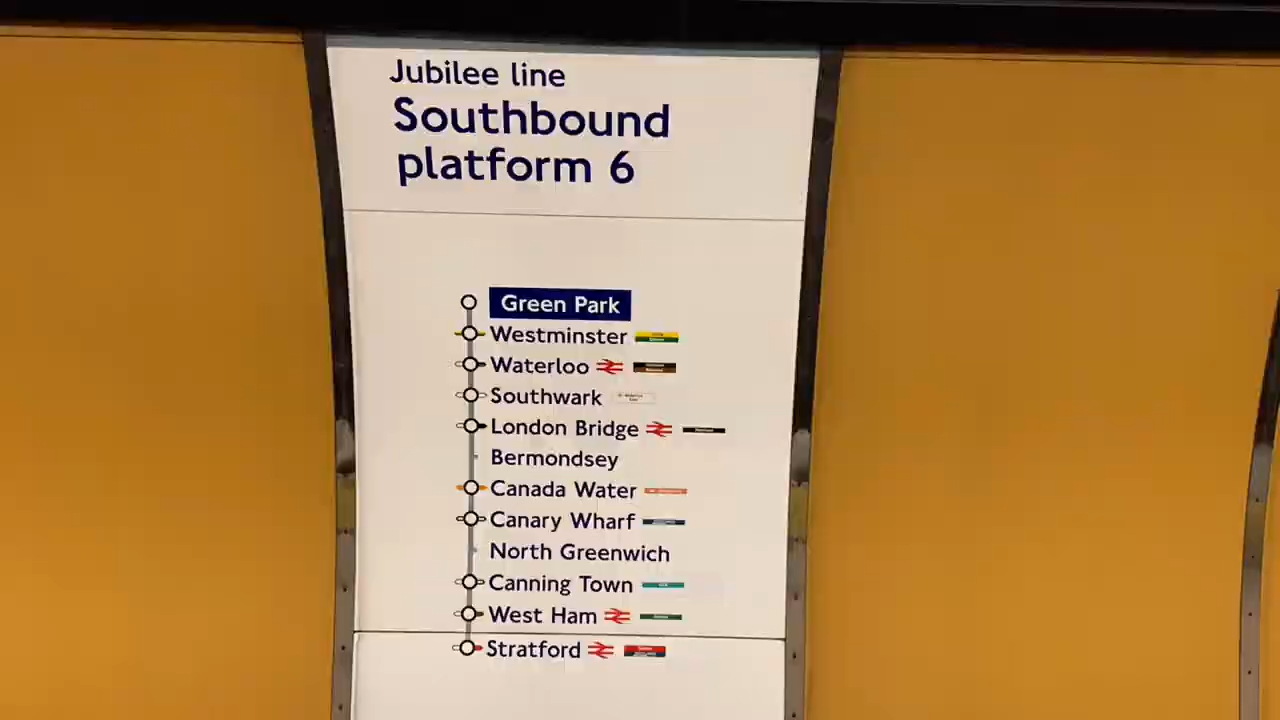 Jubilee line
Southbound
platform 6
Green Park
Westminster
Waterloo
Southwark
London Bridge
Bermondsey
Canada Water
Canary Wharf
North Greenwich
Canning Town
West Ham
Stratford